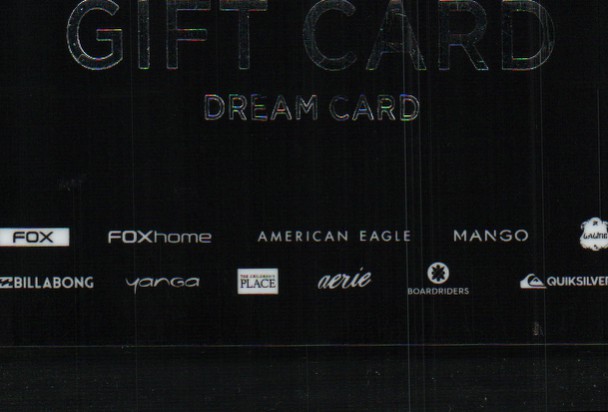 GIFT CARD
DREAM CARD
FOX FOXhome AMERICAN EAGLE MANGO
BILLABONG yanga THE CHILDREN'S PLACE aerie BOARDRIDERS QUIKSILVER